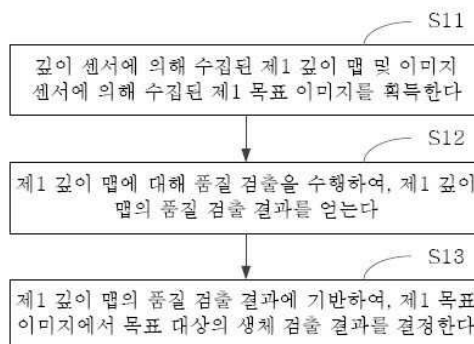 S11
깊이 센서에 의해 수집된 제1 깊이 맵 및 이미지
센서에 의해 수집된 제1 목표 이미지를 획득한다
S12
제1 깊이 맵에 대해 품질 검출을 수행하여, 제1 깊이
맵의 품질 검출 결과를 얻는다
S13
제1 깊이 맵의 품질 검출 결과에 기반하여, 제1 목표
이미지에서 목표 대상의 생체 검출 결과를 결정한다